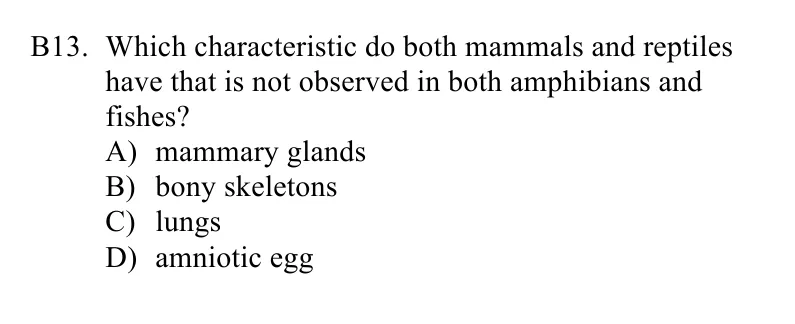 B13. Which characteristic do both mammals and reptiles
have that is not observed in both amphibians and
fishes?
A) mammary glands
B) bony skeletons
C) lungs
D) amniotic egg